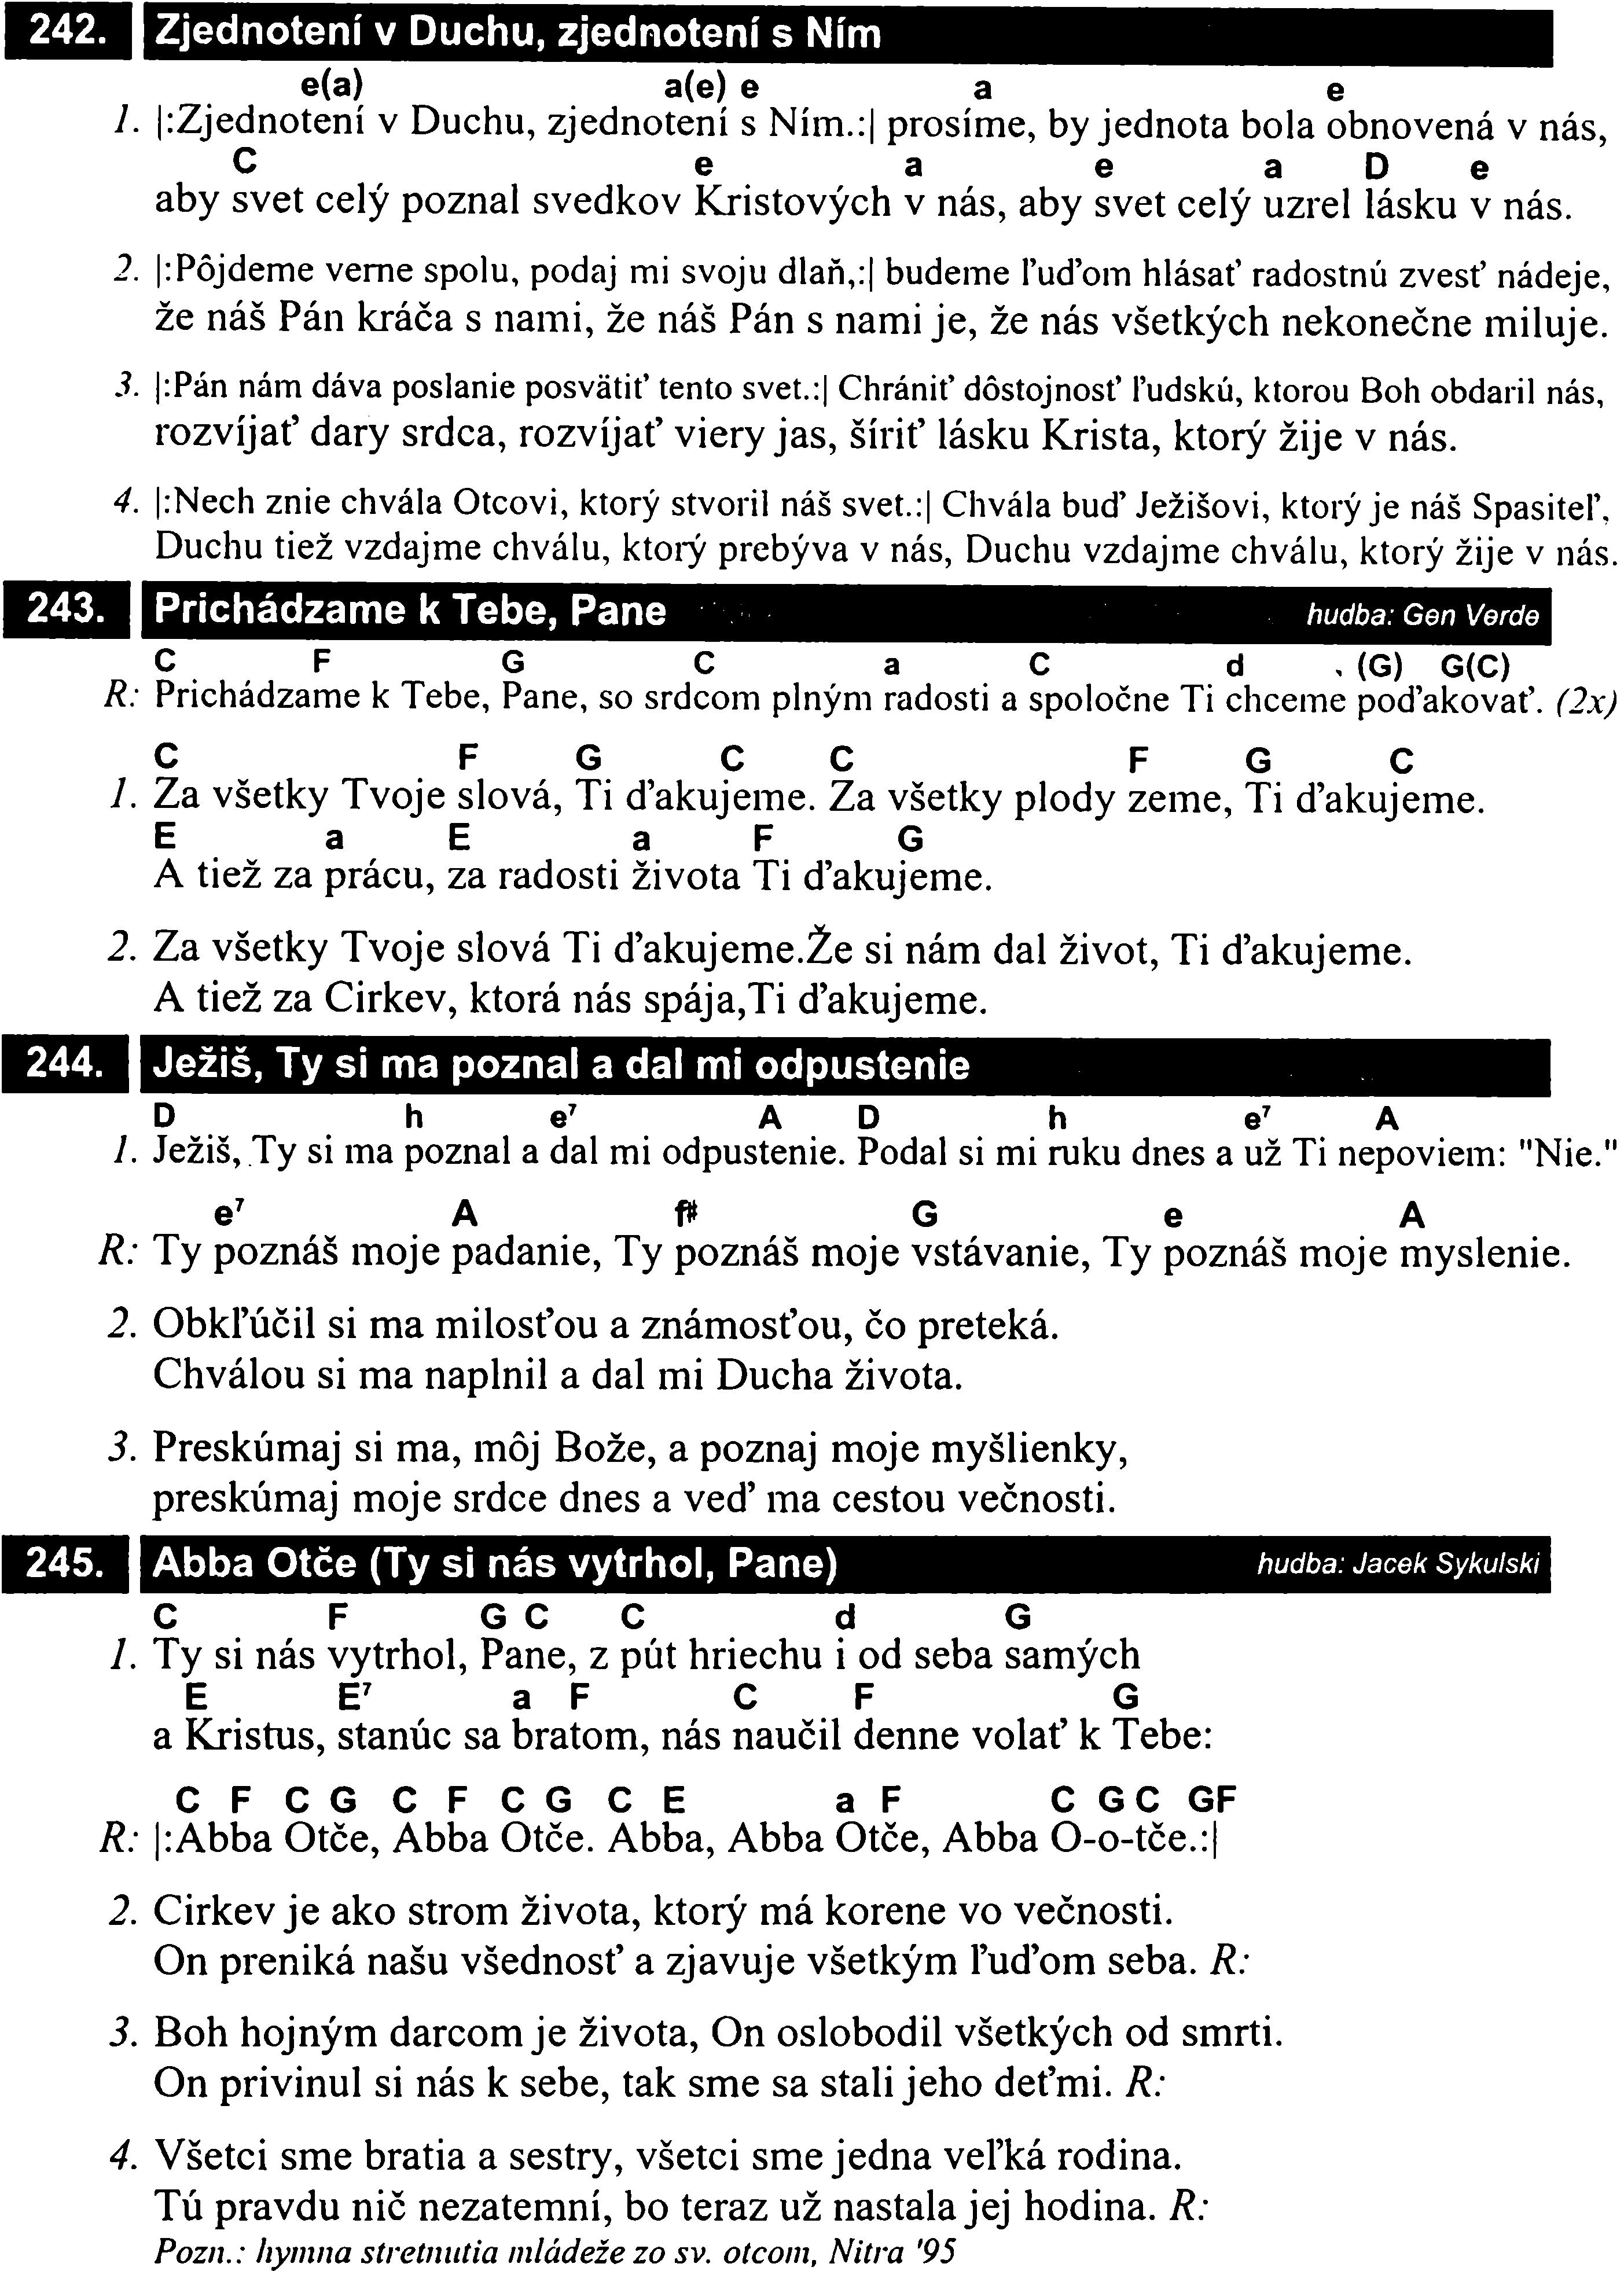 242. Zjednotení v Duchu, zjednotení s Ním
e(a) a(e) e a e
1. |:Zjednotení v Duchu, zjednotení s Ním.:| prosíme, by jednota bola obnovená v nás,
C e a e a D e
aby svet celý poznal svedkov Kristových v nás, aby svet celý uzrel lásku v nás.
2. |:Pôjdeme verne spolu, podaj mi svoju dlaň,:| budeme ľuďom hlásať radostnú zvesť nádeje,
že náš Pán kráča s nami, že náš Pán s nami je, že nás všetkých nekonečne miluje.
3. |:Pán nám dáva poslanie posvätiť tento svet.:| Chrániť dôstojnosť ľudskú, ktorou Boh obdaril nás,
rozvíjať dary srdca, rozvíjať viery jas, šíriť lásku Krista, ktorý žije v nás.
4. |:Nech znie chvála Otcovi, ktorý stvoril náš svet.:| Chvála buď Ježišovi, ktorý je náš Spasiteľ,
Duchu tiež vzdajme chválu, ktorý prebýva v nás, Duchu vzdajme chválu, ktorý žije v nás.
243. Prichádzame k Tebe, Pane hudba: Gen Verde
C F G C a C d (G) G(C)
R: Prichádzame k Tebe, Pane, so srdcom plným radosti a spoločne Ti chceme poďakovať. (2x)
C F G C C F G C
1. Za všetky Tvoje slová, Ti ďakujeme. Za všetky plody zeme, Ti ďakujeme.
E a E a F G
A tiež za prácu, za radosti života Ti ďakujeme.
2. Za všetky Tvoje slová Ti ďakujeme.Že si nám dal život, Ti ďakujeme.
A tiež za Cirkev, ktorá nás spája,Ti ďakujeme.
244. Ježiš, Ty si ma poznal a dal mi odpustenie
D h e⁷ A D h e⁷ A
1. Ježiš, Ty si ma poznal a dal mi odpustenie. Podal si mi ruku dnes a už Ti nepoviem: "Nie."
e⁷ A f# G e A
R: Ty poznáš moje padanie, Ty poznáš moje vstávanie, Ty poznáš moje myslenie.
2. Obkľúčil si ma milosťou a známosťou, čo preteká.
Chválou si ma naplnil a dal mi Ducha života.
3. Preskúmaj si ma, môj Bože, a poznaj moje myšlienky,
preskúmaj moje srdce dnes a veď ma cestou večnosti.
245. Abba Otče (Ty si nás vytrhol, Pane) hudba: Jacek Sykulski
C F G C C d G
1. Ty si nás vytrhol, Pane, z pút hriechu i od seba samých
E E⁷ a F C F G
a Kristus, stanúc sa bratom, nás naučil denne volať k Tebe:
C F C G C F C G C E a F C G C GF
R: |:Abba Otče, Abba Otče. Abba, Abba Otče, Abba O-o-tče.:|
2. Cirkev je ako strom života, ktorý má korene vo večnosti.
On preniká našu všednosť a zjavuje všetkým ľuďom seba. R:
3. Boh hojným darcom je života, On oslobodil všetkých od smrti.
On privinul si nás k sebe, tak sme sa stali jeho deťmi. R:
4. Všetci sme bratia a sestry, všetci sme jedna veľká rodina.
Tú pravdu nič nezatemní, bo teraz už nastala jej hodina. R:
Pozn.: hymna stretnutia mládeže zo sv. otcom, Nitra '95